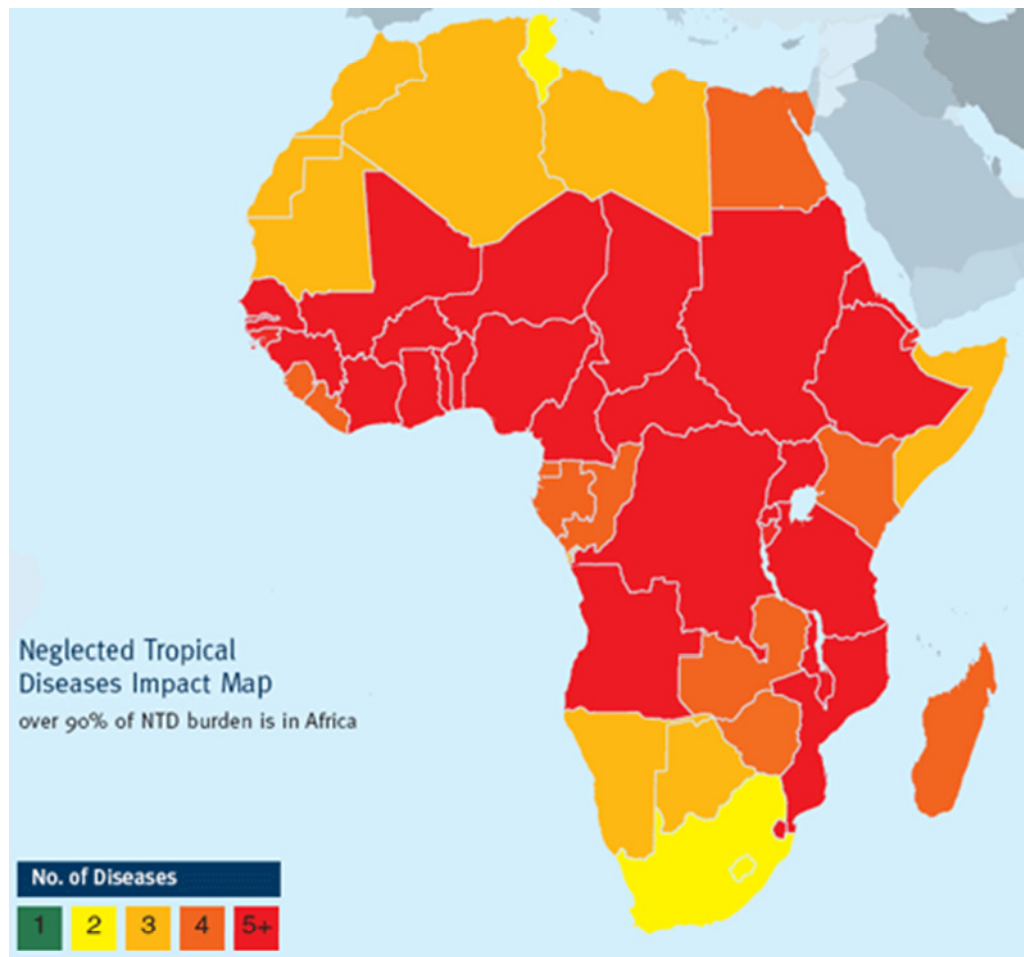 Neglected Tropical
Diseases Impact Map
over 90% of NTD burden is in Africa
No. of Diseases
1 2 3 4 5+